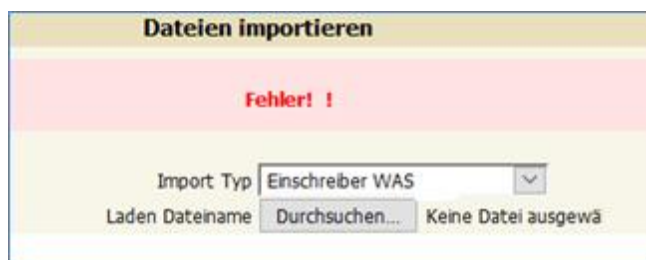 Dateien importieren
Fehler! !
Import Typ Einschreiber WAS
Laden Dateiname Durchsuchen... Keine Datei ausgewä